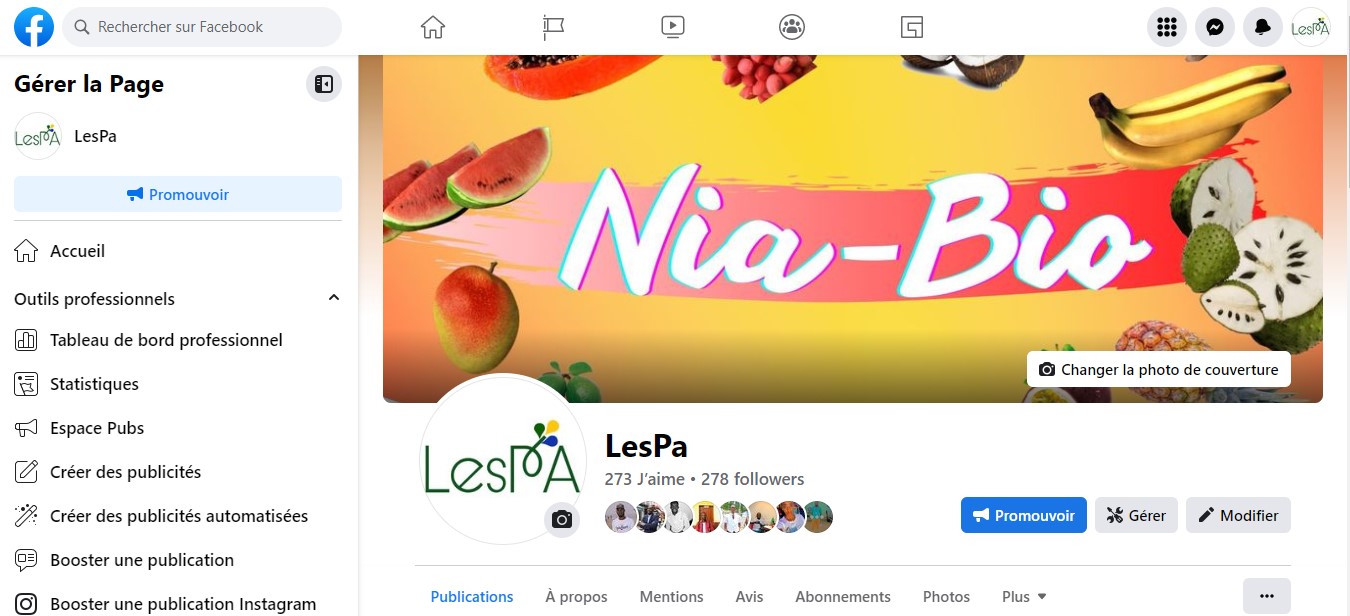 Rechercher sur Facebook
LesPA
Gérer la Page
LesPA
LesPa
Promouvoir
Accueil
Outils professionnels
Tableau de bord professionnel
Statistiques
Espace Pubs
Créer des publicités
Créer des publicités automatisées
Booster une publication
Booster une publication Instagram
Nia-Bio
Changer la photo de couverture
LesPA
LesPa
273 J’aime • 278 followers
Promouvoir
Gérer
Modifier
Publications
À propos
Mentions
Avis
Abonnements
Photos
Plus